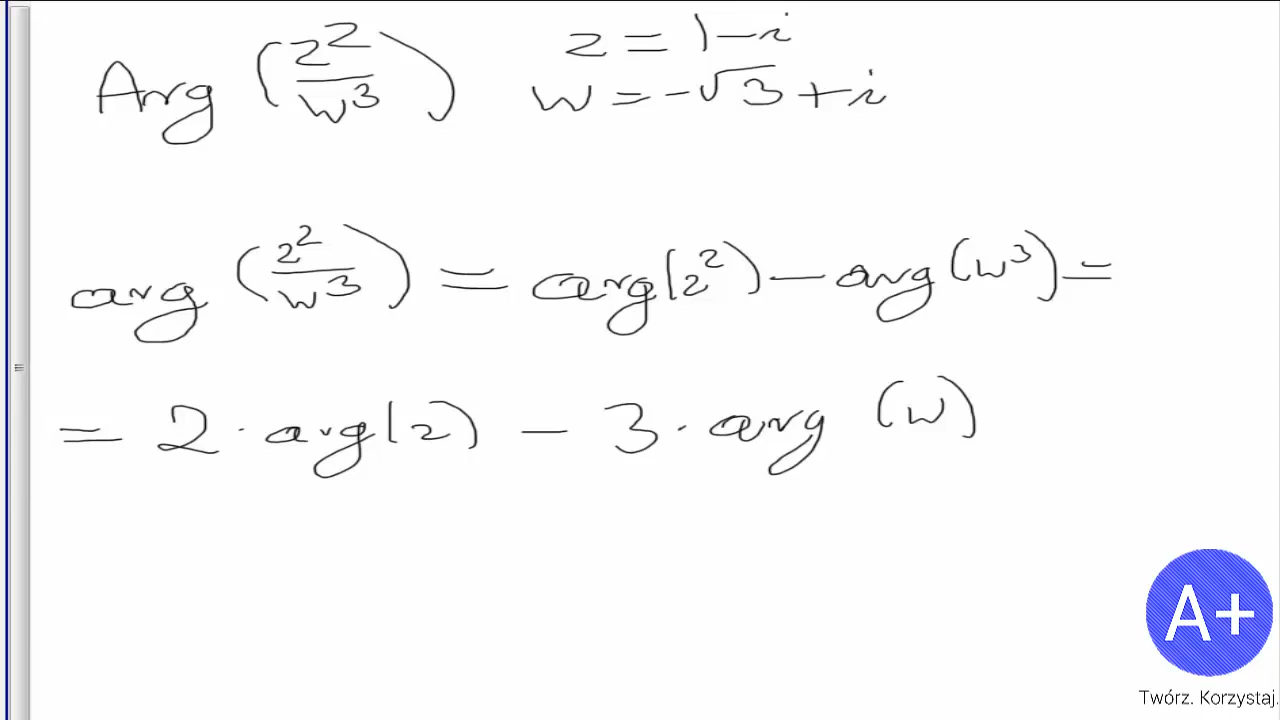 Arg (z²/w³) z = 1 - i
w = -√3 + i
arg (z²/w³) = arg(z²) - arg(w³) =
= 2 · arg(z) - 3 · arg (w)
A+
Twórz. Korzystaj.